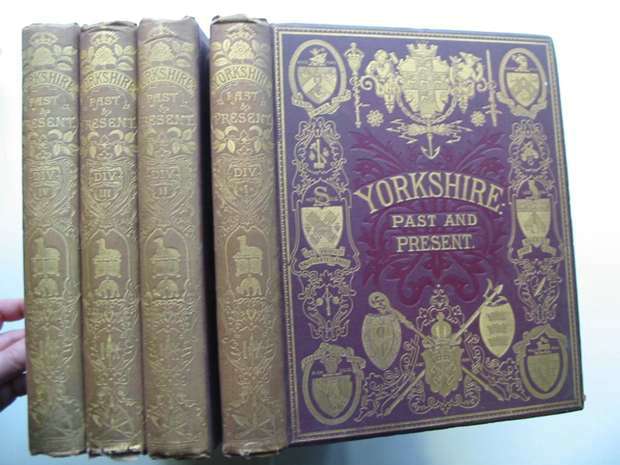 YORKSHIRE
PAST
&
PRESENT.
DIV.
IV
YORKSHIRE
PAST
&
PRESENT.
DIV.
III
YORKSHIRE
PAST
&
PRESENT.
DIV.
II
YORKSHIRE
PAST
&
PRESENT.
DIV.
I
YORKSHIRE:
PAST AND
PRESENT.